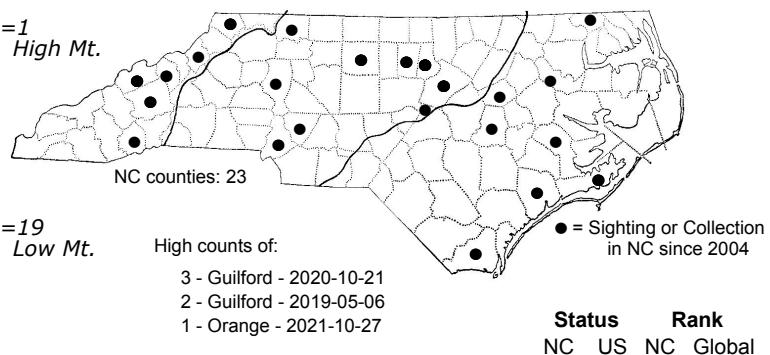 =1
High Mt.
NC counties: 23
=19
Low Mt.
High counts of:
3 - Guilford - 2020-10-21
2 - Guilford - 2019-05-06
1 - Orange - 2021-10-27
● = Sighting or Collection
in NC since 2004
Status Rank
NC US NC Global